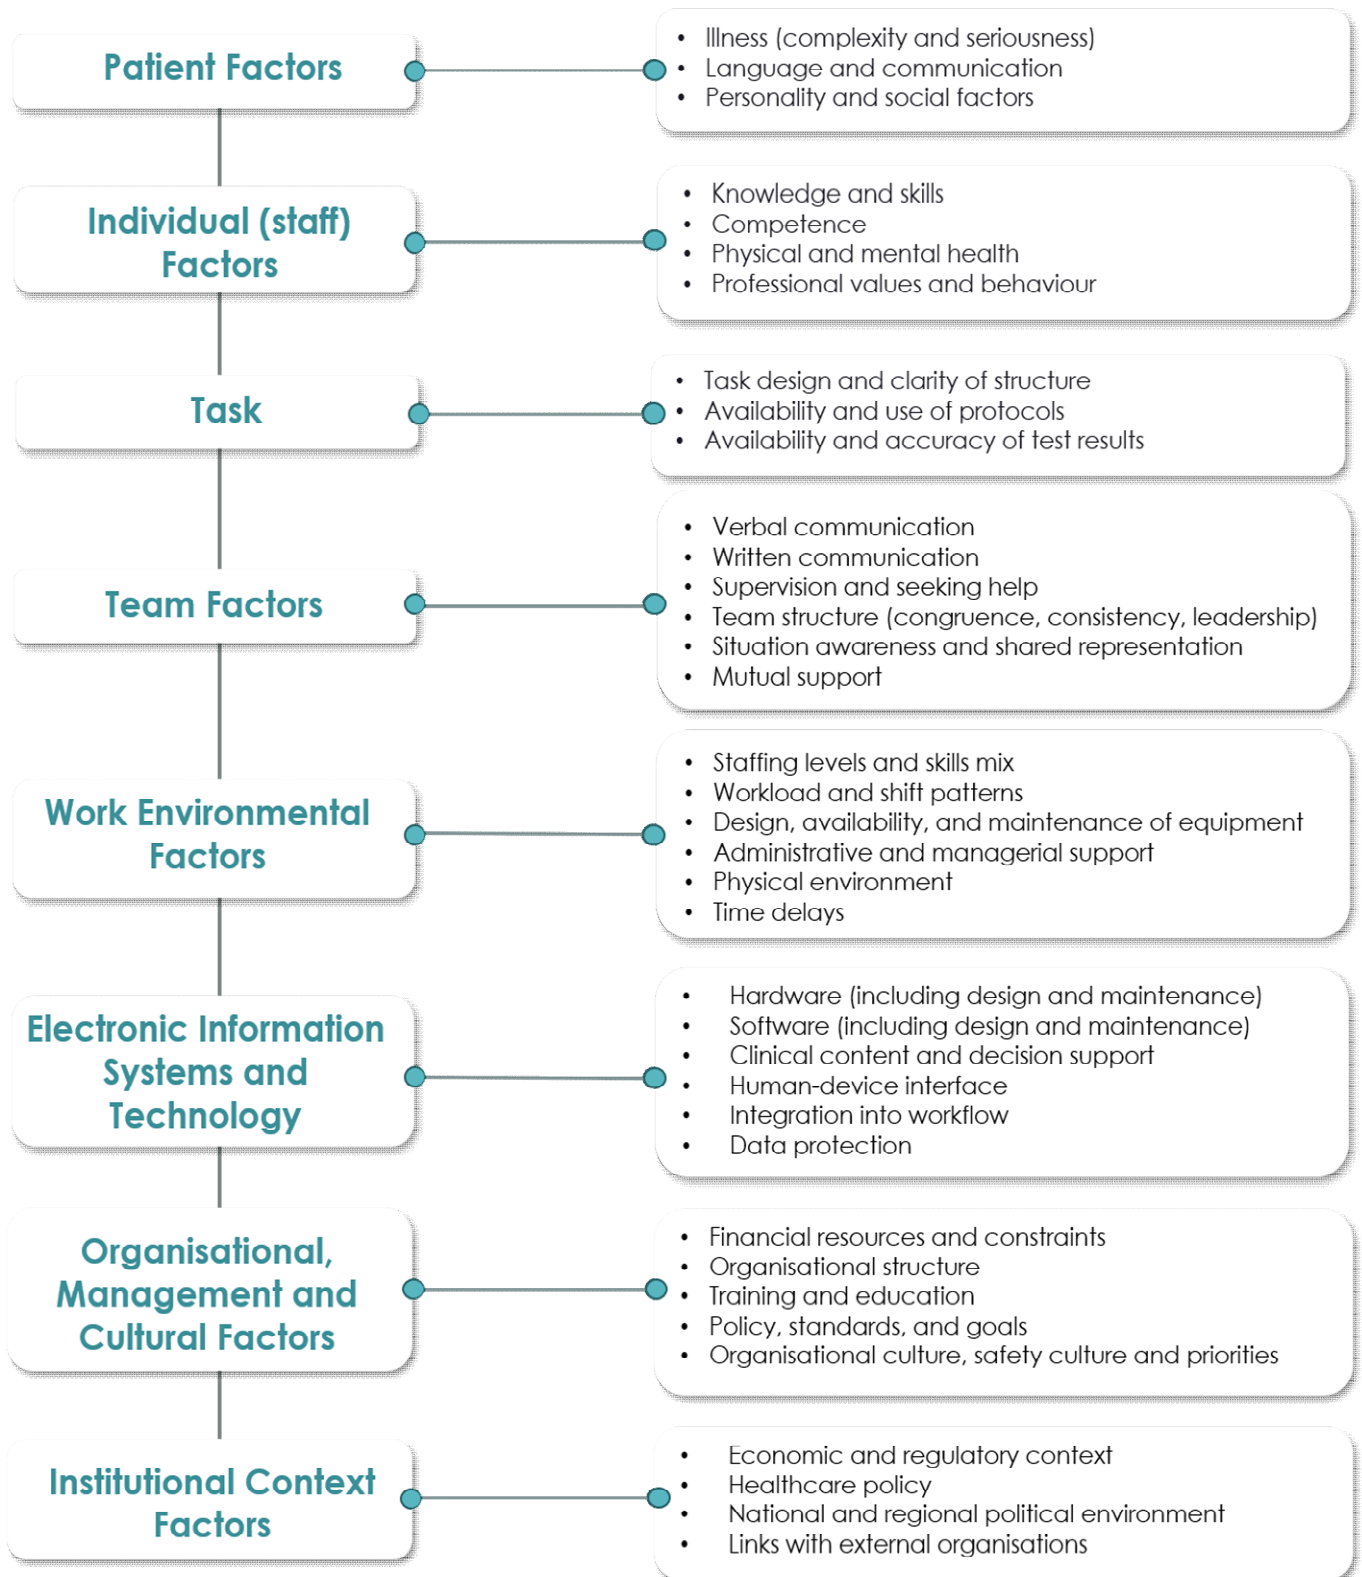 Patient Factors
• Illness (complexity and seriousness)
• Language and communication
• Personality and social factors
Individual (staff)
Factors
• Knowledge and skills
• Competence
• Physical and mental health
• Professional values and behaviour
Task
• Task design and clarity of structure
• Availability and use of protocols
• Availability and accuracy of test results
Team Factors
• Verbal communication
• Written communication
• Supervision and seeking help
• Team structure (congruence, consistency, leadership)
• Situation awareness and shared representation
• Mutual support
Work Environmental
Factors
• Staffing levels and skills mix
• Workload and shift patterns
• Design, availability, and maintenance of equipment
• Administrative and managerial support
• Physical environment
• Time delays
Electronic Information
Systems and
Technology
• Hardware (including design and maintenance)
• Software (including design and maintenance)
• Clinical content and decision support
• Human-device interface
• Integration into workflow
• Data protection
Organisational,
Management and
Cultural Factors
• Financial resources and constraints
• Organisational structure
• Training and education
• Policy, standards, and goals
• Organisational culture, safety culture and priorities
Institutional Context
Factors
• Economic and regulatory context
• Healthcare policy
• National and regional political environment
• Links with external organisations